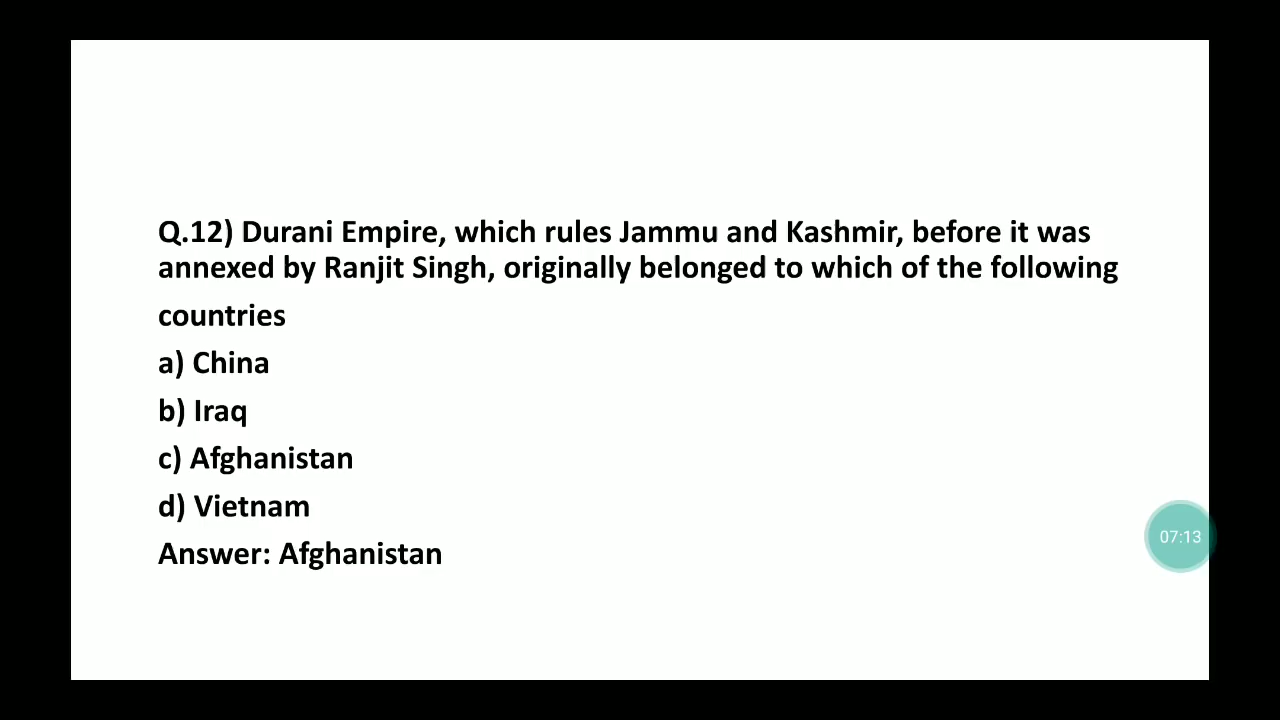 Q.12) Durani Empire, which rules Jammu and Kashmir, before it was
annexed by Ranjit Singh, originally belonged to which of the following
countries
a) China
b) Iraq
c) Afghanistan
d) Vietnam
Answer: Afghanistan
07:13